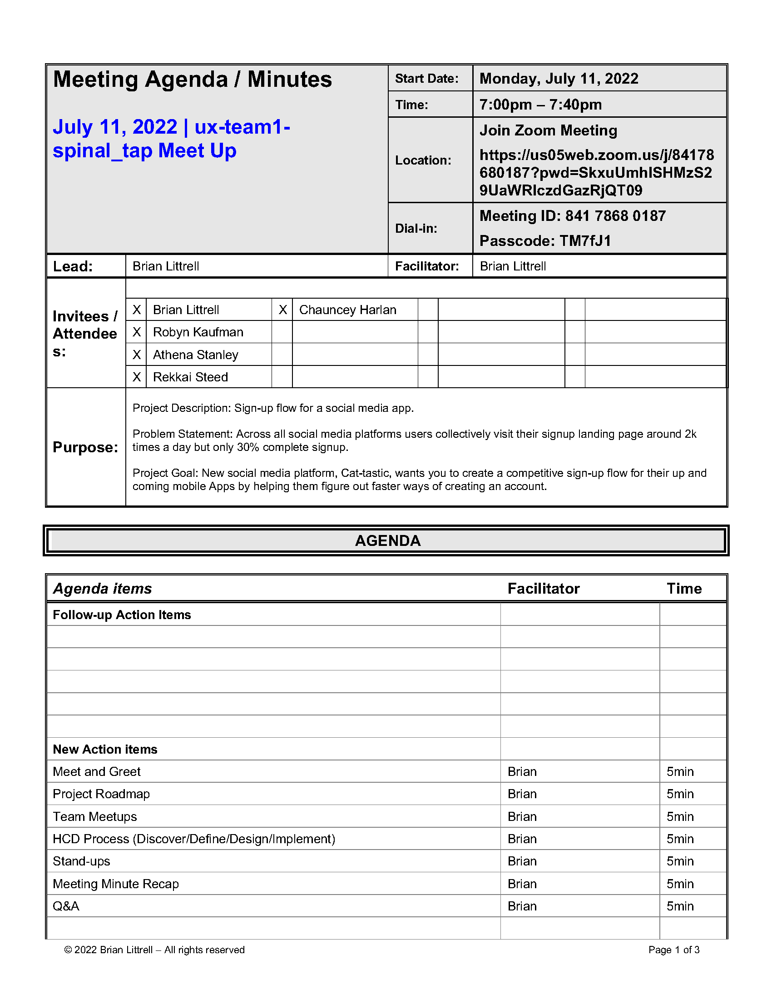 Meeting Agenda / Minutes
July 11, 2022 | ux-team1-
spinal_tap Meet Up
Start Date: Monday, July 11, 2022
Time: 7:00pm – 7:40pm
Location:
Join Zoom Meeting
https://us05web.zoom.us/j/84178
680187?pwd=SkxuUmhISHMzS2
9UaWRIczdGazRjQT09
Dial-in:
Meeting ID: 841 7868 0187
Passcode: TM7fJ1
Lead: Brian Littrell Facilitator: Brian Littrell
Invitees /
Attendee
s:
X Brian Littrell X Chauncey Harlan
X Robyn Kaufman
X Athena Stanley
X Rekkai Steed
Purpose:
Project Description: Sign-up flow for a social media app.
Problem Statement: Across all social media platforms users collectively visit their signup landing page around 2k
times a day but only 30% complete signup.
Project Goal: New social media platform, Cat-tastic, wants you to create a competitive sign-up flow for their up and
coming mobile Apps by helping them figure out faster ways of creating an account.
AGENDA
Agenda items Facilitator Time
Follow-up Action Items
New Action items
Meet and Greet Brian 5min
Project Roadmap Brian 5min
Team Meetups Brian 5min
HCD Process (Discover/Define/Design/Implement) Brian 5min
Stand-ups Brian 5min
Meeting Minute Recap Brian 5min
Q&A Brian 5min
© 2022 Brian Littrell – All rights reserved Page 1 of 3